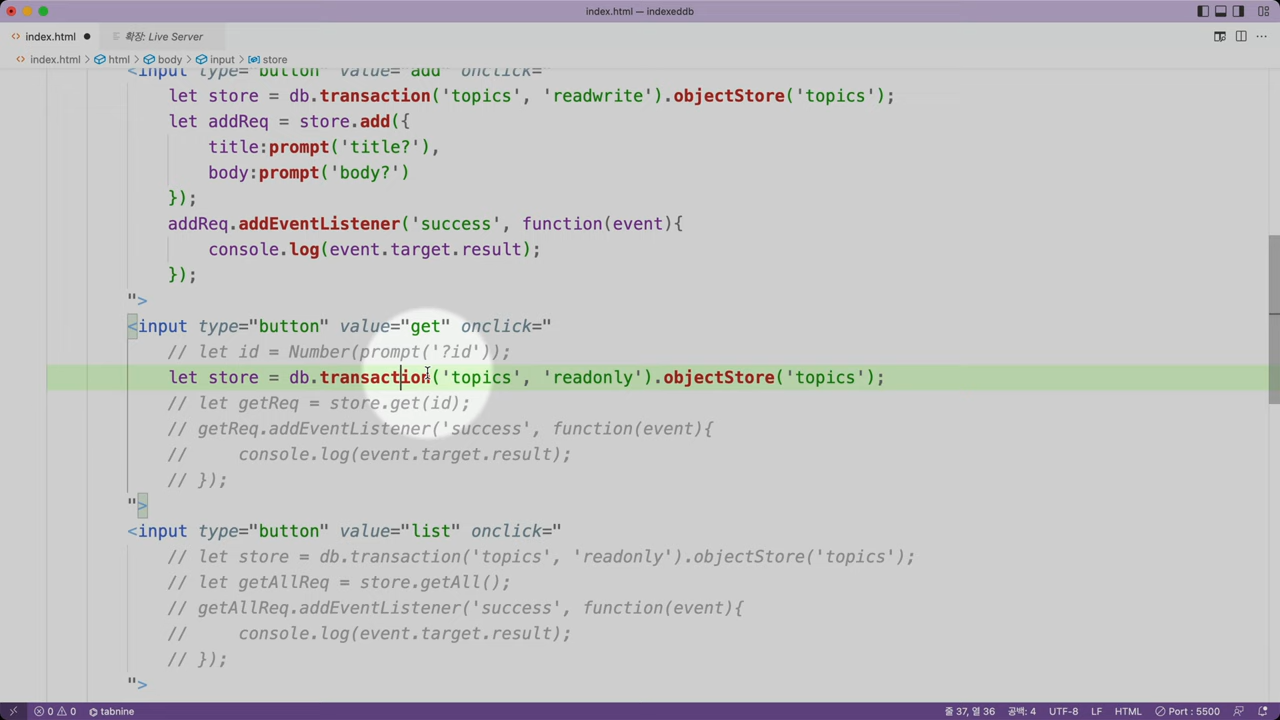 index.html — indexeddb
index.html
확장: Live Server
index.html > html > body > input > store
<input type="button" value="add" onclick="
let store = db.transaction('topics', 'readwrite').objectStore('topics');
let addReq = store.add({
title:prompt('title?'),
body:prompt('body?')
});
addReq.addEventListener('success', function(event){
console.log(event.target.result);
});
">
<input type="button" value="get" onclick="
// let id = Number(prompt('?id'));
let store = db.transaction('topics', 'readonly').objectStore('topics');
// let getReq = store.get(id);
// getReq.addEventListener('success', function(event){
//     console.log(event.target.result);
// });
">
<input type="button" value="list" onclick="
// let store = db.transaction('topics', 'readonly').objectStore('topics');
// let getAllReq = store.getAll();
// getAllReq.addEventListener('success', function(event){
//     console.log(event.target.result);
// });
">
0 0 tabnine 줄 37, 열 36 공백: 4 UTF-8 LF HTML Port : 5500